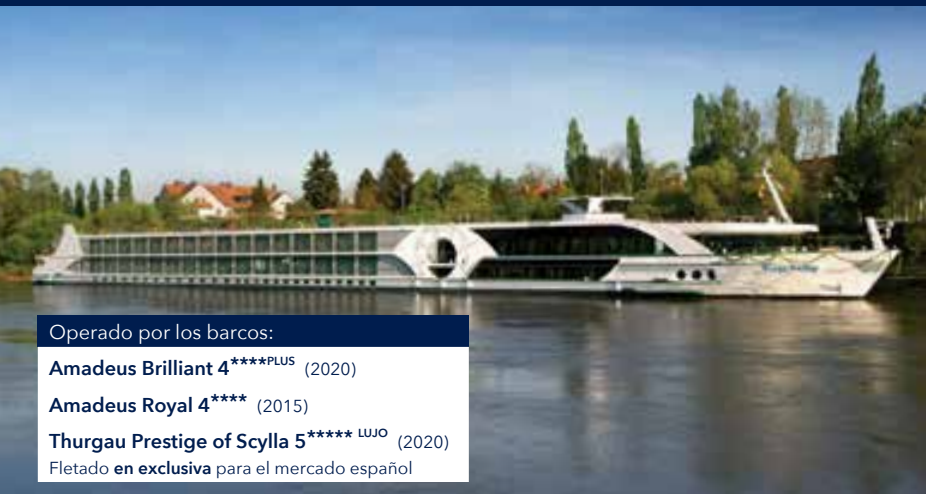 Operado por los barcos:
Amadeus Brilliant 4****PLUS (2020)
Amadeus Royal 4**** (2015)
Thurgau Prestige of Scylla 5***** LUJO (2020)
Fletado en exclusiva para el mercado español